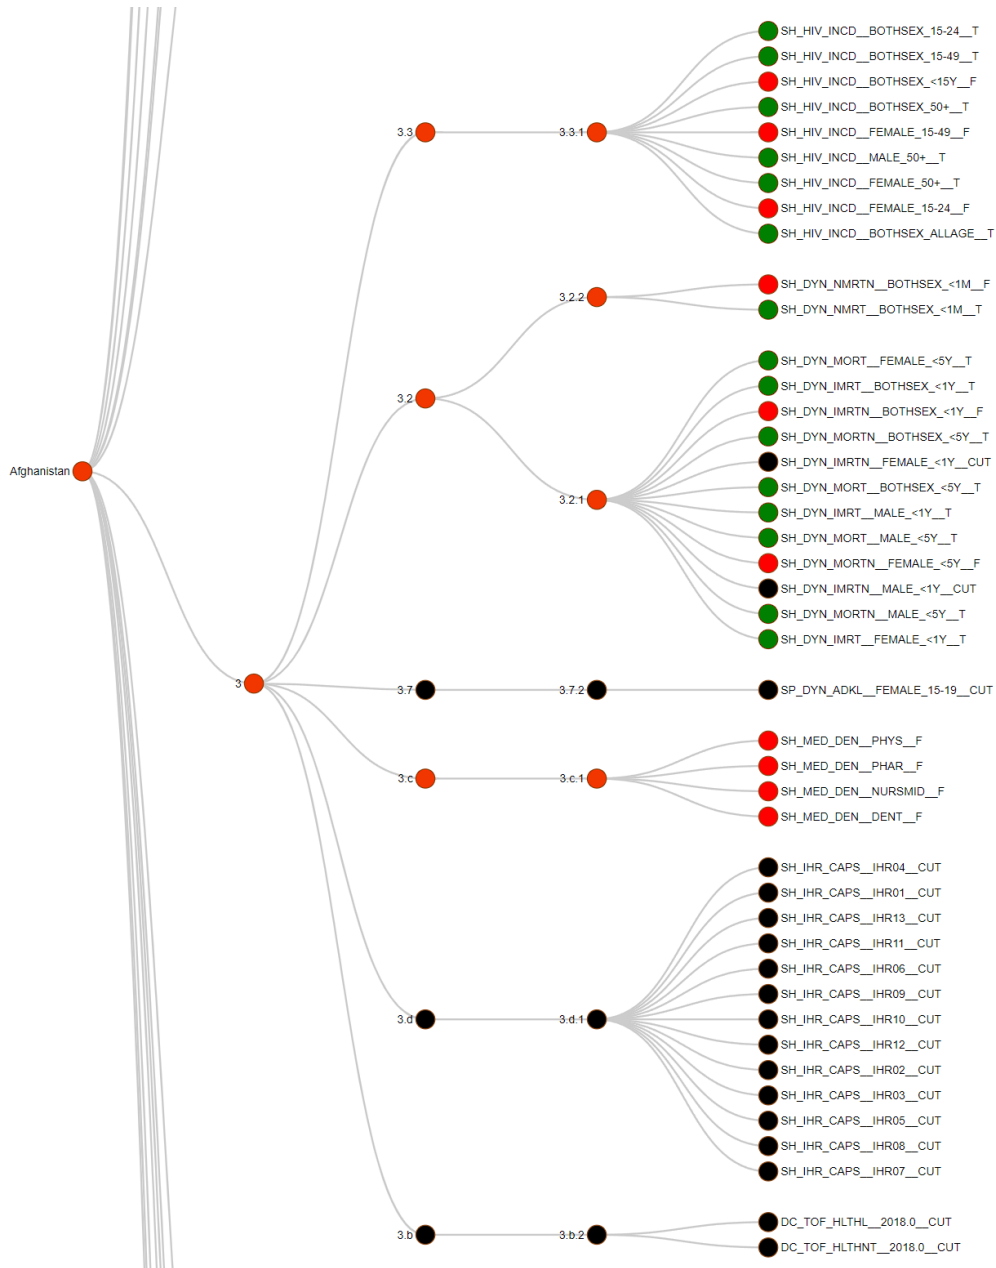 SH_HIV_INCD__BOTHSEX_15-24__T
SH_HIV_INCD__BOTHSEX_15-49__T
SH_HIV_INCD__BOTHSEX_<15Y__F
SH_HIV_INCD__BOTHSEX_50+__T
3.3
3.3.1
SH_HIV_INCD__FEMALE_15-49__F
SH_HIV_INCD__MALE_50+__T
SH_HIV_INCD__FEMALE_50+__T
SH_HIV_INCD__FEMALE_15-24__F
SH_HIV_INCD__BOTHSEX_ALLAGE__T
SH_DYN_NMRTN__BOTHSEX_<1M__F
3.2.2
SH_DYN_NMRT__BOTHSEX_<1M__T
SH_DYN_MORT__FEMALE_<5Y__T
SH_DYN_IMRT__BOTHSEX_<1Y__T
3.2
SH_DYN_IMRTN__BOTHSEX_<1Y__F
SH_DYN_MORTN__BOTHSEX_<5Y__T
SH_DYN_IMRTN__FEMALE_<1Y__CUT
Afghanistan
SH_DYN_MORT__BOTHSEX_<5Y__T
3.2.1
SH_DYN_IMRT__MALE_<1Y__T
SH_DYN_MORT__MALE_<5Y__T
SH_DYN_MORTN__FEMALE_<5Y__F
SH_DYN_IMRTN__MALE_<1Y__CUT
SH_DYN_MORTN__MALE_<5Y__T
SH_DYN_IMRT__FEMALE_<1Y__T
3
3.7
3.7.2
SP_DYN_ADKL__FEMALE_15-19__CUT
SH_MED_DEN__PHYS__F
SH_MED_DEN__PHAR__F
3.c
3.c.1
SH_MED_DEN__NURSMID__F
SH_MED_DEN__DENT__F
SH_IHR_CAPS__IHR04__CUT
SH_IHR_CAPS__IHR01__CUT
SH_IHR_CAPS__IHR13__CUT
SH_IHR_CAPS__IHR11__CUT
SH_IHR_CAPS__IHR06__CUT
SH_IHR_CAPS__IHR09__CUT
3.d
3.d.1
SH_IHR_CAPS__IHR10__CUT
SH_IHR_CAPS__IHR12__CUT
SH_IHR_CAPS__IHR02__CUT
SH_IHR_CAPS__IHR03__CUT
SH_IHR_CAPS__IHR05__CUT
SH_IHR_CAPS__IHR08__CUT
SH_IHR_CAPS__IHR07__CUT
DC_TOF_HLTHL__2018.0__CUT
3.b
3.b.2
DC_TOF_HLTHNT__2018.0__CUT